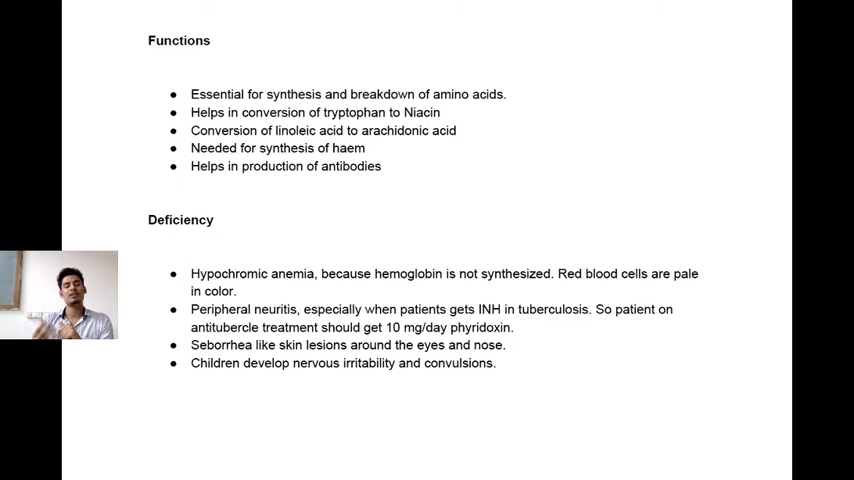 Functions
● Essential for synthesis and breakdown of amino acids.
● Helps in conversion of tryptophan to Niacin
● Conversion of linoleic acid to arachidonic acid
● Needed for synthesis of haem
● Helps in production of antibodies
Deficiency
● Hypochromic anemia, because hemoglobin is not synthesized. Red blood cells are pale
in color.
● Peripheral neuritis, especially when patients gets INH in tuberculosis. So patient on
antitubercle treatment should get 10 mg/day phyridoxin.
● Seborrhea like skin lesions around the eyes and nose.
● Children develop nervous irritability and convulsions.